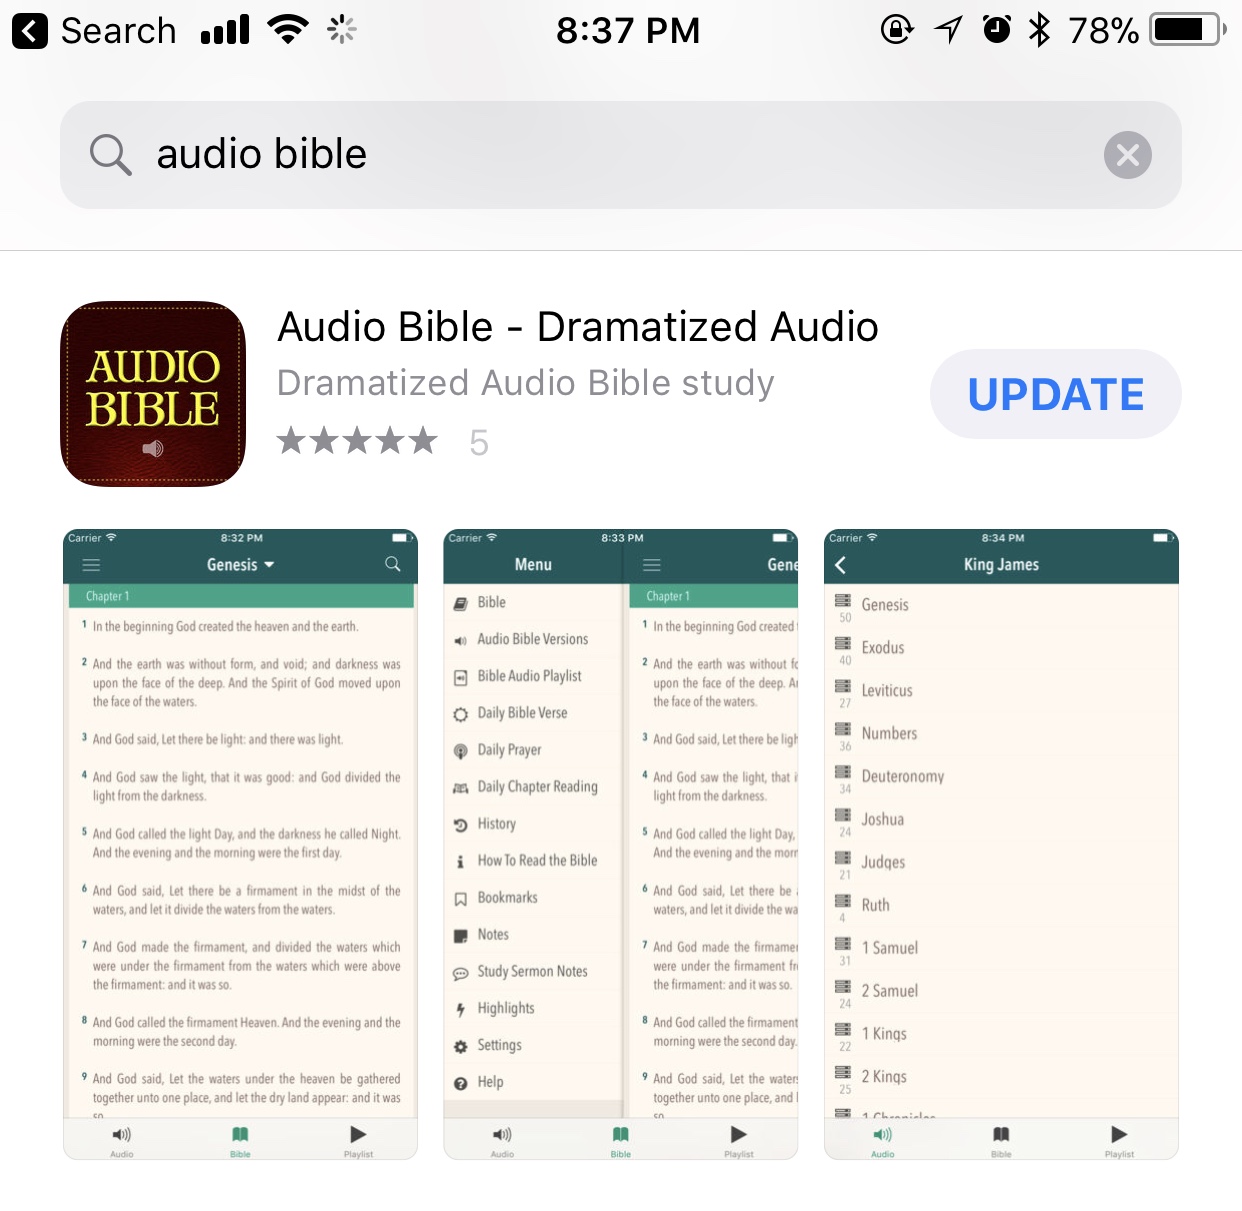 Search 8:37 PM 78%
audio bible
AUDIO
BIBLE
Audio Bible - Dramatized Audio
Dramatized Audio Bible study
5
UPDATE
Carrier 8:32 PM
Genesis
Chapter 1
1 In the beginning God created the heaven and the earth.
2 And the earth was without form, and void; and darkness was
upon the face of the deep. And the Spirit of God moved upon
the face of the waters.
3 And God said, Let there be light: and there was light.
4 And God saw the light, that it was good: and God divided the
light from the darkness.
5 And God called the light Day, and the darkness he called Night.
And the evening and the morning were the first day.
6 And God said, Let there be a firmament in the midst of the
waters, and let it divide the waters from the waters.
7 And God made the firmament, and divided the waters which
were under the firmament from the waters which were above
the firmament: and it was so.
8 And God called the firmament Heaven. And the evening and the
morning were the second day.
9 And God said, Let the waters under the heaven be gathered
together unto one place, and let the dry land appear: and it was
so.
Audio Bible Playlist
Carrier 8:33 PM
Menu
Bible
Audio Bible Versions
Bible Audio Playlist
Daily Bible Verse
Daily Prayer
Daily Chapter Reading
History
How To Read the Bible
Bookmarks
Notes
Study Sermon Notes
Highlights
Settings
Help
Gene
Chapter 1
1 In the beginning God created
2 And the earth was without fo
upon the face of the deep. A
the face of the waters.
3 And God said, Let there be ligh
4 And God saw the light, that i
light from the darkness.
5 And God called the light Day,
And the evening and the morn
6 And God said, Let there be
waters, and let it divide the wa
7 And God made the firmamen
were under the firmament fr
the firmament: and it was so.
8 And God called the firmament
morning were the second day.
9 And God said, Let the waters
together unto one place, and l
so.
Audio Bible Playlist
Carrier 8:34 PM
King James
Genesis
50
Exodus
40
Leviticus
27
Numbers
36
Deuteronomy
34
Joshua
24
Judges
21
Ruth
4
1 Samuel
31
2 Samuel
24
1 Kings
22
2 Kings
25
1 Chronicles
Audio Bible Playlist